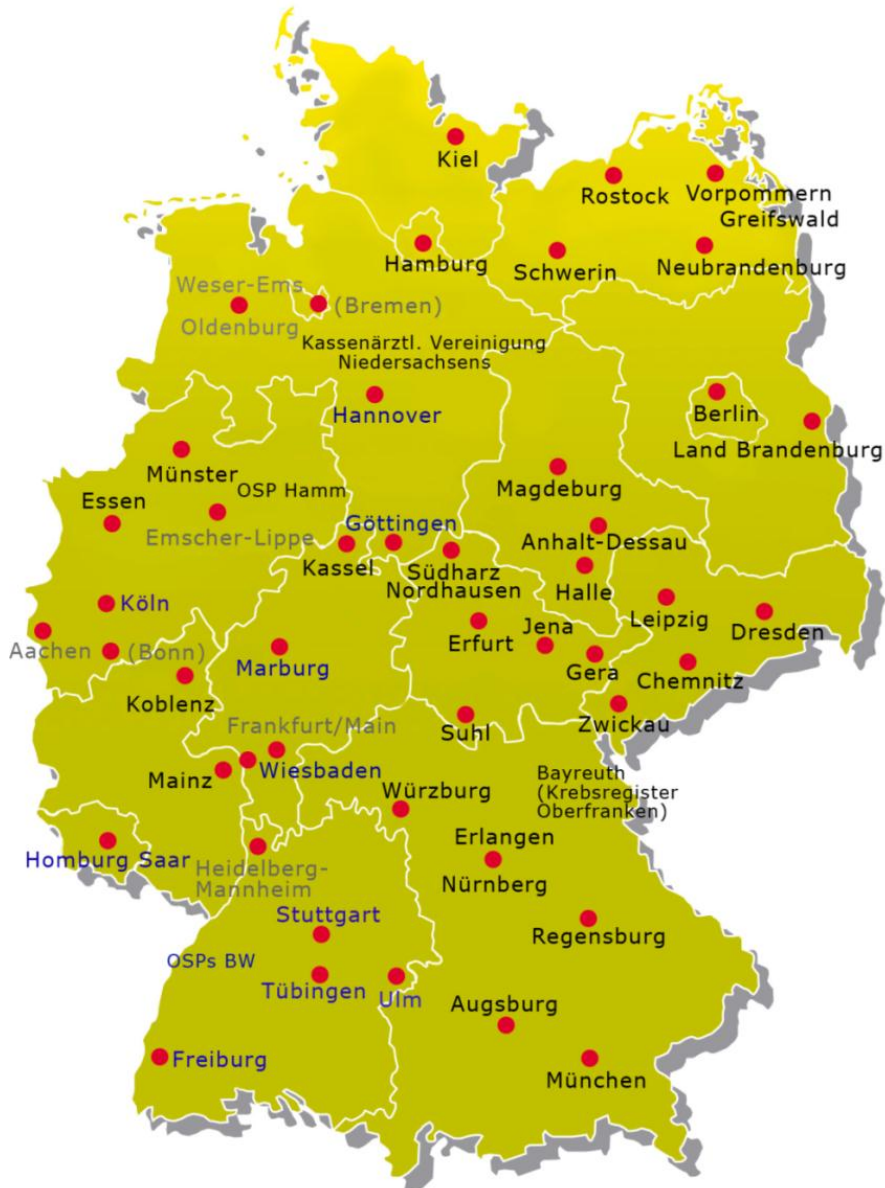 Kiel
Rostock
Vorpommern
Greifswald
Hamburg
Schwerin
Neubrandenburg
Weser-Ems
Oldenburg
(Bremen)
Kassenärztl. Vereinigung
Niedersachsens
Hannover
Berlin
Land Brandenburg
Münster
Magdeburg
OSP Hamm
Essen
Emscher-Lippe
Göttingen
Anhalt-Dessau
Kassel
Südharz
Nordhausen
Halle
Köln
Leipzig
Dresden
Jena
Erfurt
Aachen
(Bonn)
Marburg
Gera
Chemnitz
Koblenz
Zwickau
Frankfurt/Main
Suhl
Mainz
Wiesbaden
Bayreuth
(Krebsregister
Oberfranken)
Würzburg
Erlangen
Nürnberg
Homburg Saar
Heidelberg-
Mannheim
Stuttgart
Regensburg
OSPs BW
Tübingen
Ulm
Augsburg
Freiburg
München